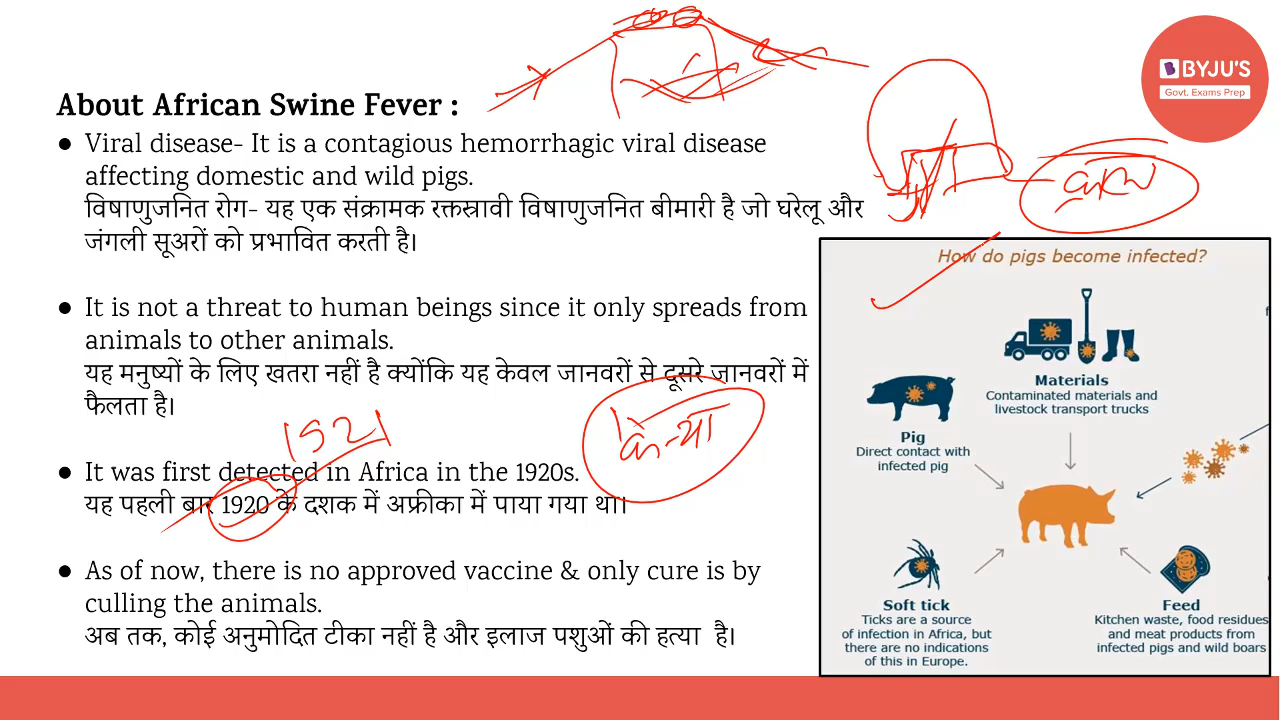 BYJU'S
Govt. Exams Prep
About African Swine Fever :
● Viral disease- It is a contagious hemorrhagic viral disease
affecting domestic and wild pigs.
विषाणुजनित रोग- यह एक संक्रामक रक्तस्रावी विषाणुजनित बीमारी है जो घरेलू और
जंगली सूअरों को प्रभावित करती है।
● It is not a threat to human beings since it only spreads from
animals to other animals.
यह मनुष्यों के लिए खतरा नहीं है क्योंकि यह केवल जानवरों से दूसरे जानवरों में
फैलता है।
1921
केन्या
● It was first detected in Africa in the 1920s.
यह पहली बार 1920 के दशक में अफ्रीका में पाया गया था।
● As of now, there is no approved vaccine & only cure is by
culling the animals.
अब तक, कोई अनुमोदित टीका नहीं है और इलाज पशुओं की हत्या है।
How do pigs become infected?
Materials
Contaminated materials and
livestock transport trucks
Pig
Direct contact with
infected pig
Soft tick
Ticks are a source
of infection in Africa, but
there are no indications
of this in Europe.
Feed
Kitchen waste, food residues
and meat products from
infected pigs and wild boars